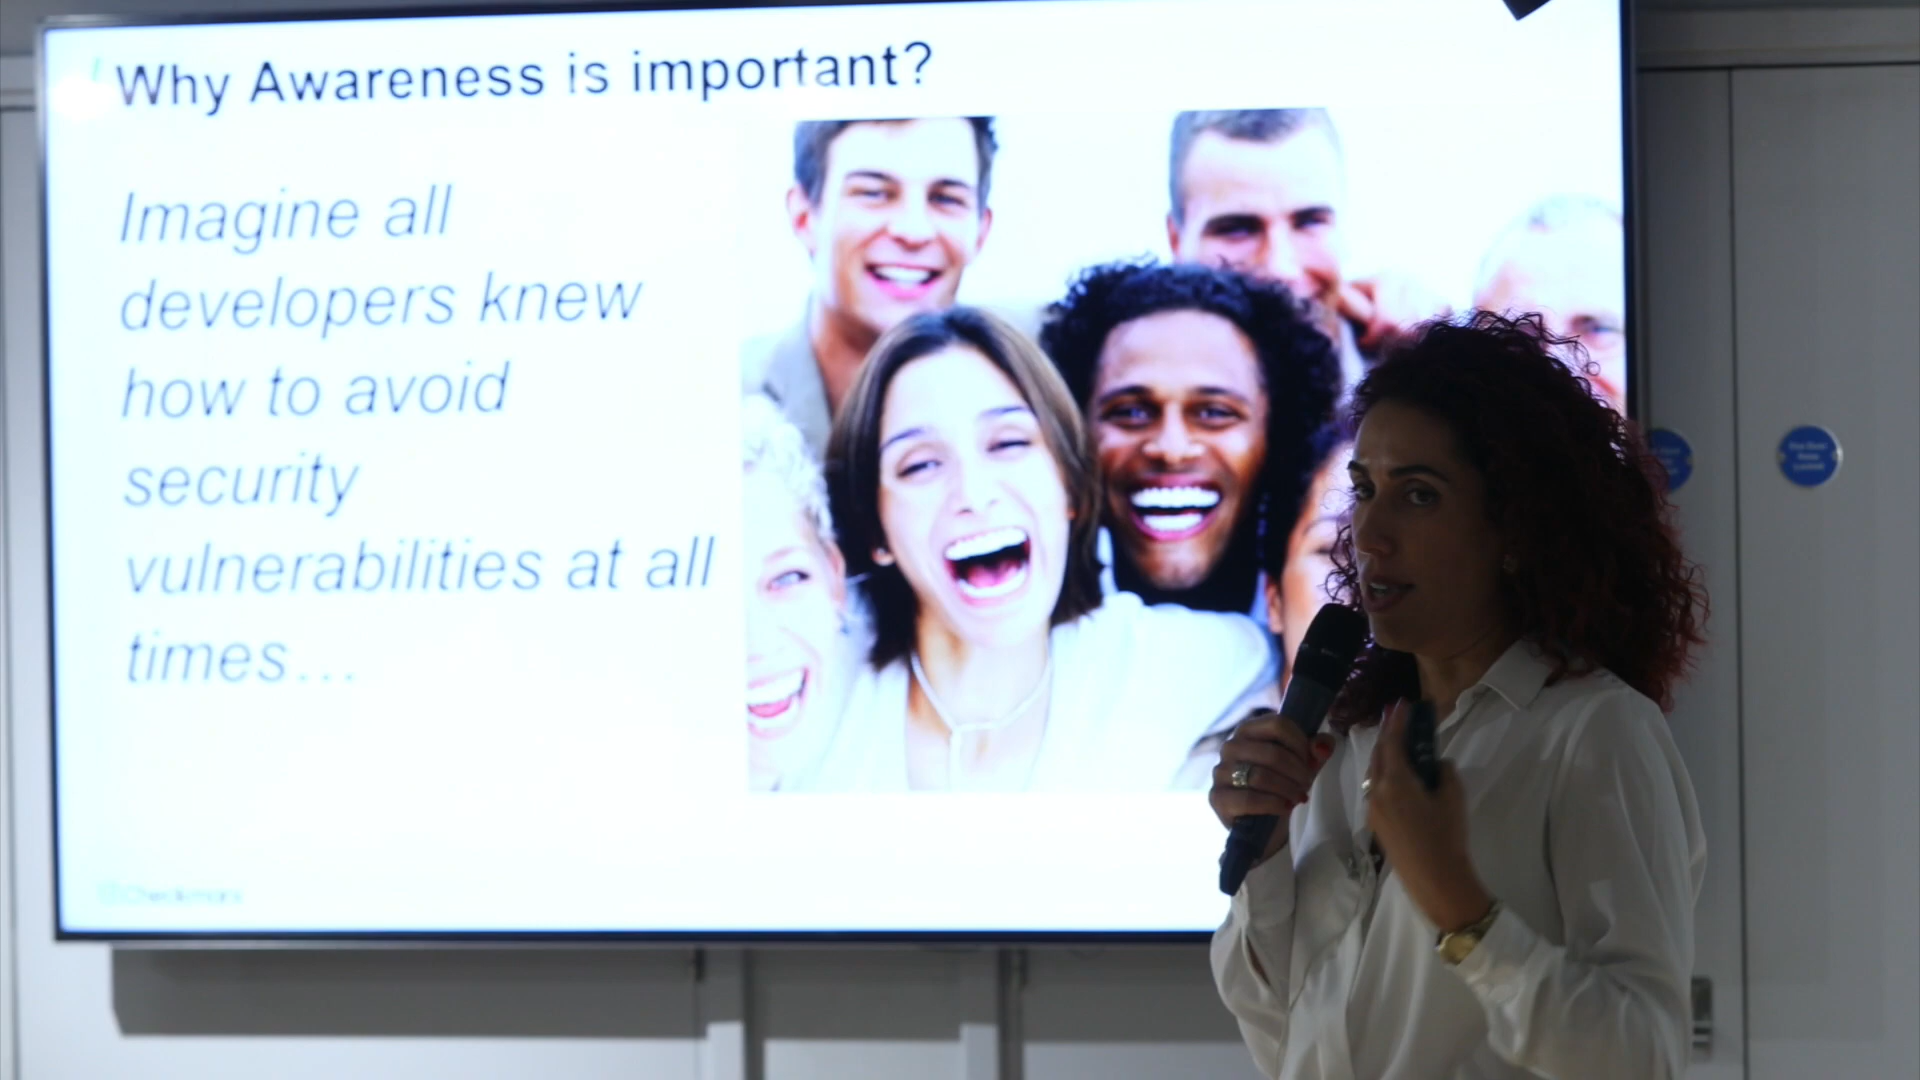 Why Awareness is important?
Imagine all
developers knew
how to avoid
security
vulnerabilities at all
times...
Checkmarx